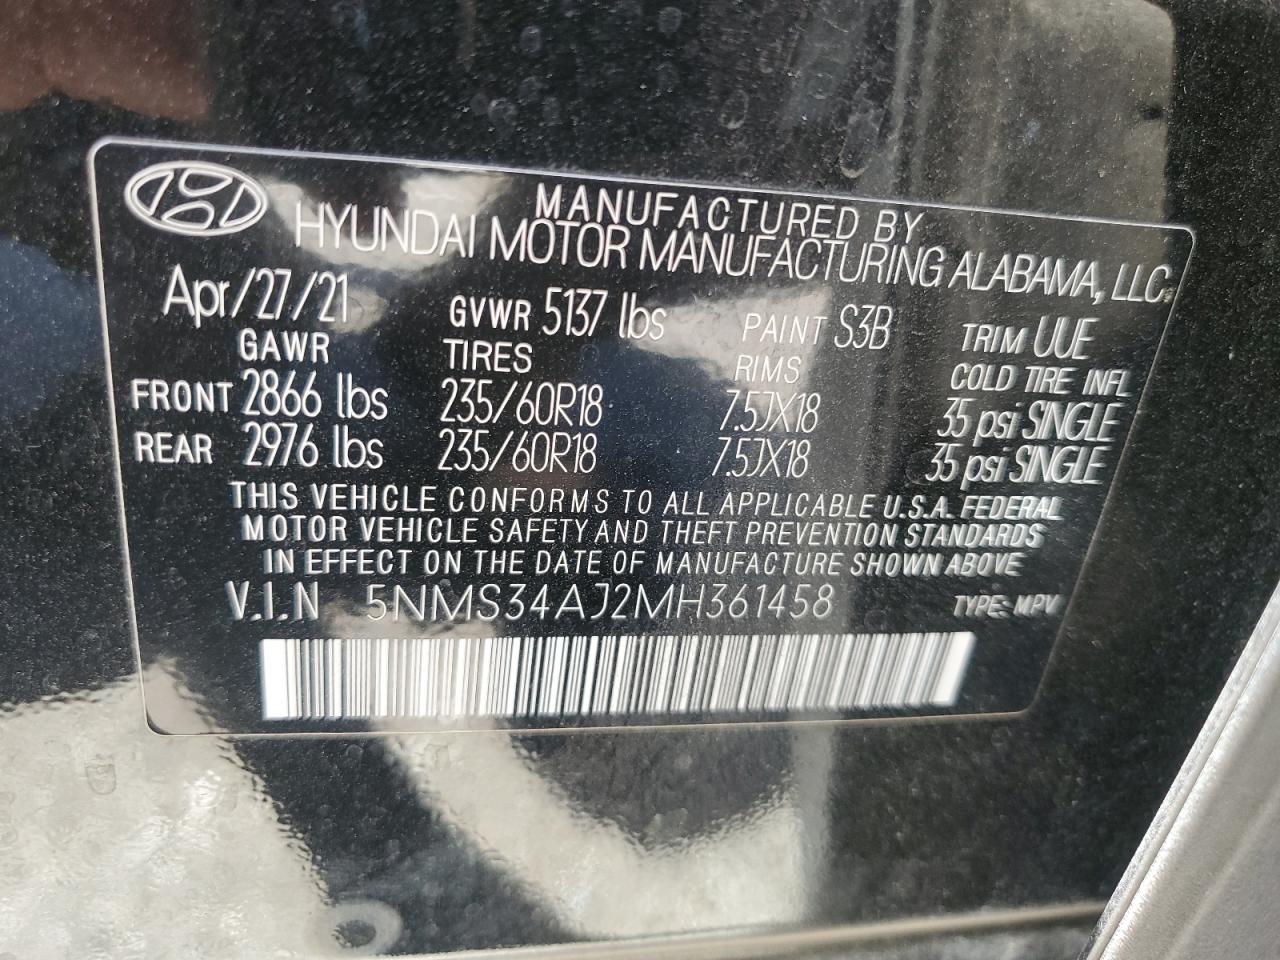 MANUFACTURED BY
HYUNDAI MOTOR MANUFACTURING ALABAMA, LLC
Apr/27/21 GVWR 5137 lbs PAINT S3B TRIM UUE
GAWR TIRES RIMS COLD TIRE INFL
FRONT 2866 lbs 235/60R18 7.5JX18 35 psi SINGLE
REAR 2976 lbs 235/60R18 7.5JX18 35 psi SINGLE
THIS VEHICLE CONFORMS TO ALL APPLICABLE U.S.A. FEDERAL
MOTOR VEHICLE SAFETY AND THEFT PREVENTION STANDARDS
IN EFFECT ON THE DATE OF MANUFACTURE SHOWN ABOVE
V.I.N 5NMS34AJ2MH361458 TYPE: MPV